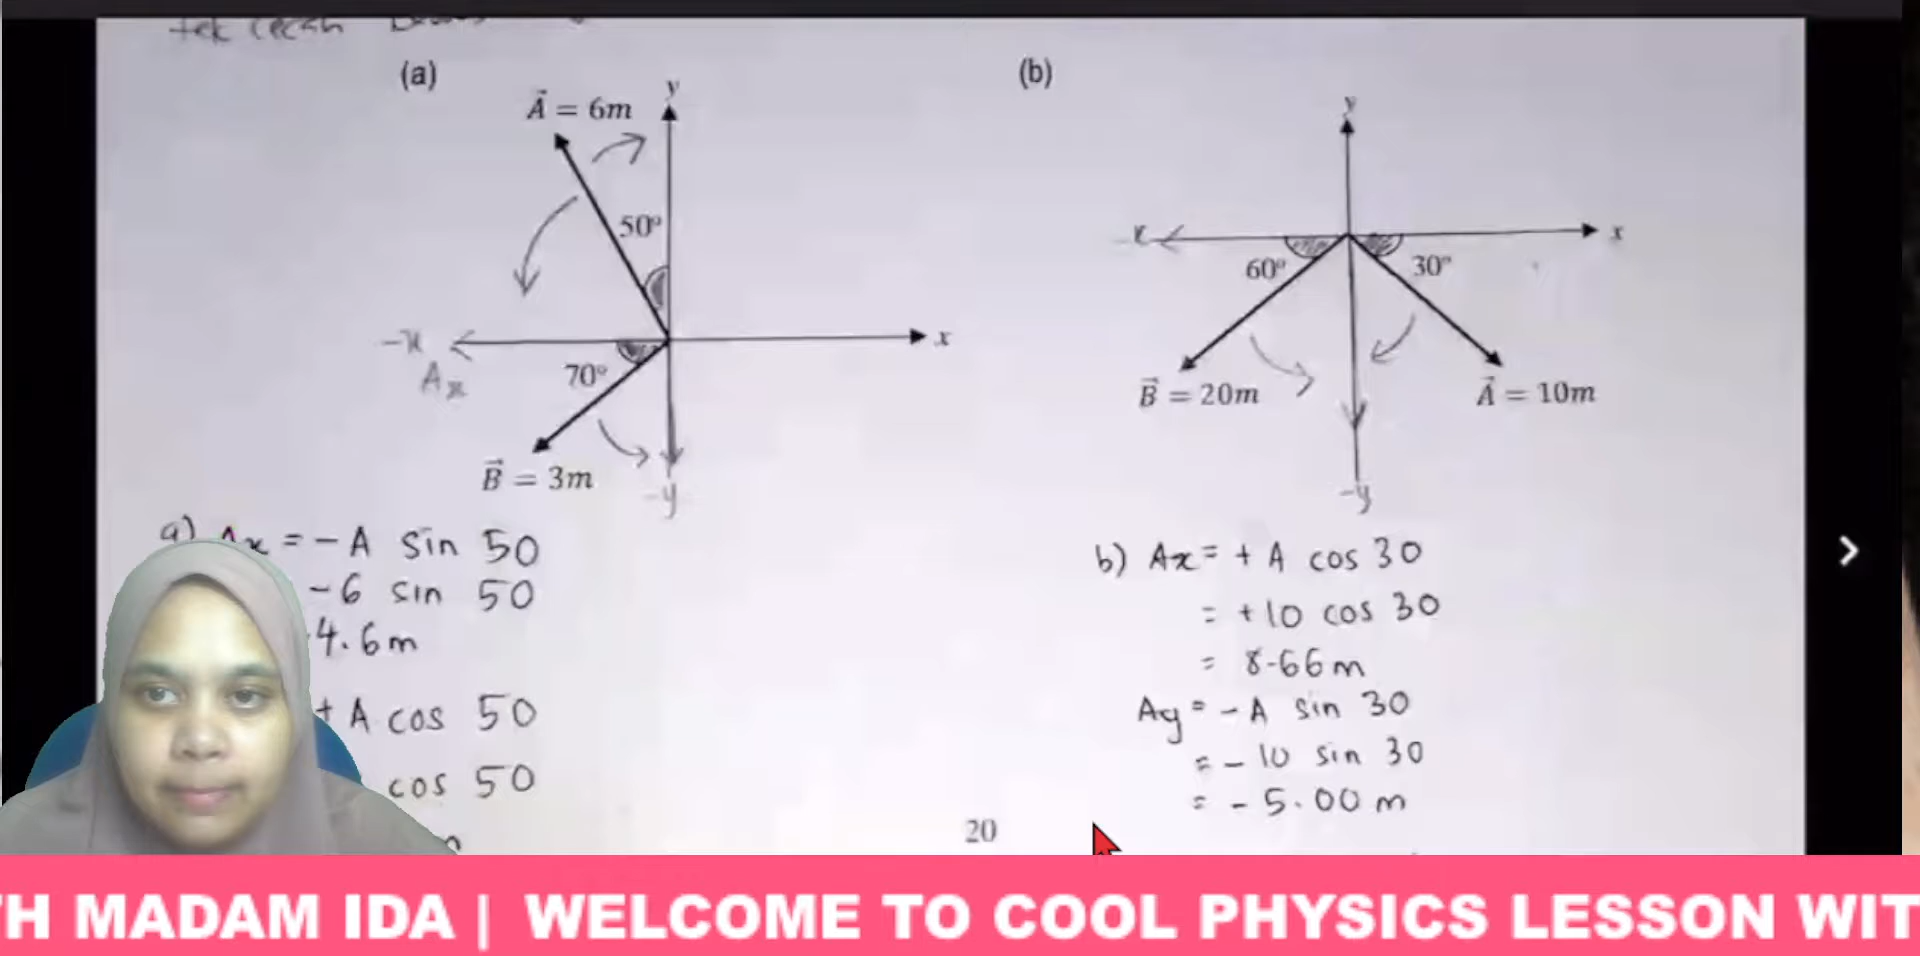 (a)
A⃗ = 6m
y
50°
-x
x
Ax
70°
B⃗ = 3m
-y
a) Ax = - A sin 50
-6 sin 50
4.6m
+ A cos 50
cos 50
(b)
y
-x
x
60°
30°
B⃗ = 20m
A⃗ = 10m
-y
b) Ax = + A cos 30
= +10 cos 30
= 8.66m
Ay = - A sin 30
= - 10 sin 30
= - 5.00 m
20
TH MADAM IDA | WELCOME TO COOL PHYSICS LESSON WIT